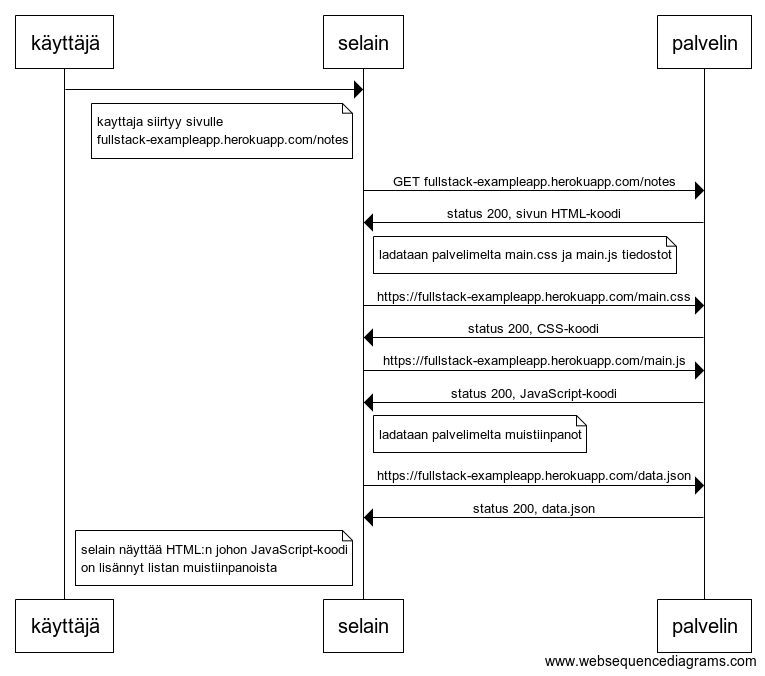 käyttäjä
selain
palvelin
kayttaja siirtyy sivulle
fullstack-exampleapp.herokuapp.com/notes
GET fullstack-exampleapp.herokuapp.com/notes
status 200, sivun HTML-koodi
ladataan palvelimelta main.css ja main.js tiedostot
https://fullstack-exampleapp.herokuapp.com/main.css
status 200, CSS-koodi
https://fullstack-exampleapp.herokuapp.com/main.js
status 200, JavaScript-koodi
ladataan palvelimelta muistiinpanot
https://fullstack-exampleapp.herokuapp.com/data.json
status 200, data.json
selain näyttää HTML:n johon JavaScript-koodi
on lisännyt listan muistiinpanoista
käyttäjä
selain
palvelin
www.websequencediagrams.com